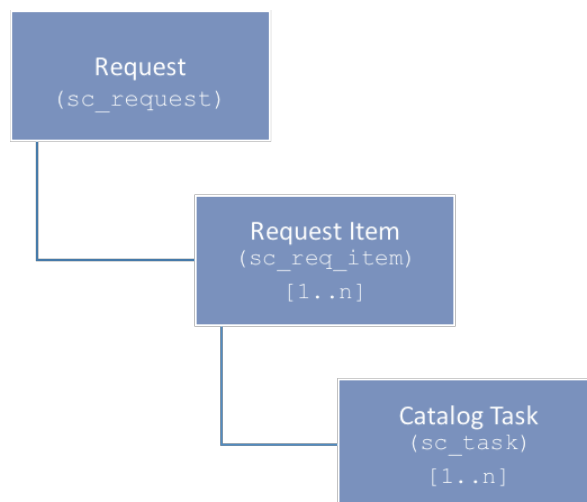 Request
(sc_request)
Request Item
(sc_req_item)
[1..n]
Catalog Task
(sc_task)
[1..n]